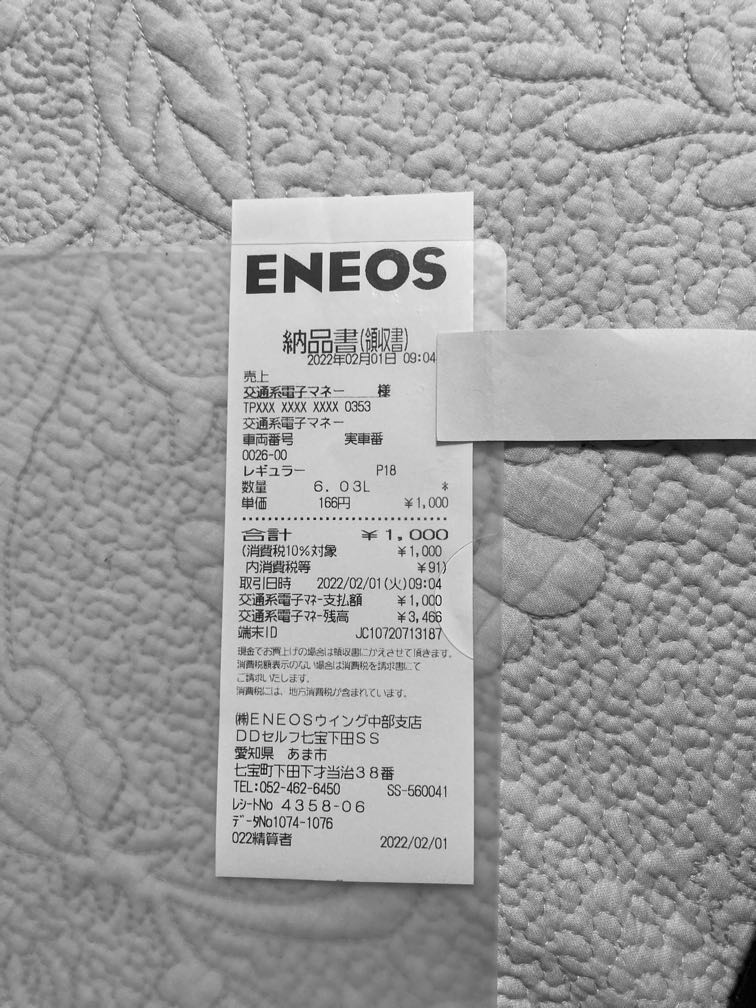 ENEOS
納品書(領収書)
2022年02月01日 09:04
売上
交通系電子マネー 様
TPXXX XXXX XXXX 0353
交通系電子マネー
車両番号 実車番
0026-00
レギュラー P18
数量 6.03L *
単価 166円 ¥1,000
合計 ¥1,000
(消費税10%対象 ¥1,000
内消費税等 ¥91)
取引日時 2022/02/01(火)09:04
交通系電子マネー支払額 ¥1,000
交通系電子マネー残高 ¥3,466
端末ID JC10720713187
現金でお買上げの場合は領収書にかえさせて頂きます。
消費税額表示のない場合は消費税を請求書にて
ご請求いたします。
消費税には、地方消費税が含まれています。
㈱ENEOSウイング中部支店
DDセルフ七宝下田SS
愛知県 あま市
七宝町下田下才当治38番
TEL:052-462-6450 SS-560041
レシートNo 4358-06
データNo1074-1076
022精算者 2022/02/01